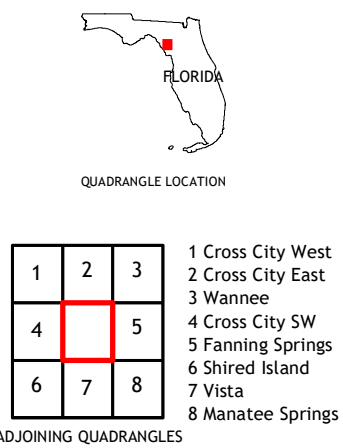 FLORIDA
QUADRANGLE LOCATION
1 2 3
4 5
6 7 8
1 Cross City West
2 Cross City East
3 Wannee
4 Cross City SW
5 Fanning Springs
6 Shired Island
7 Vista
8 Manatee Springs
ADJOINING QUADRANGLES